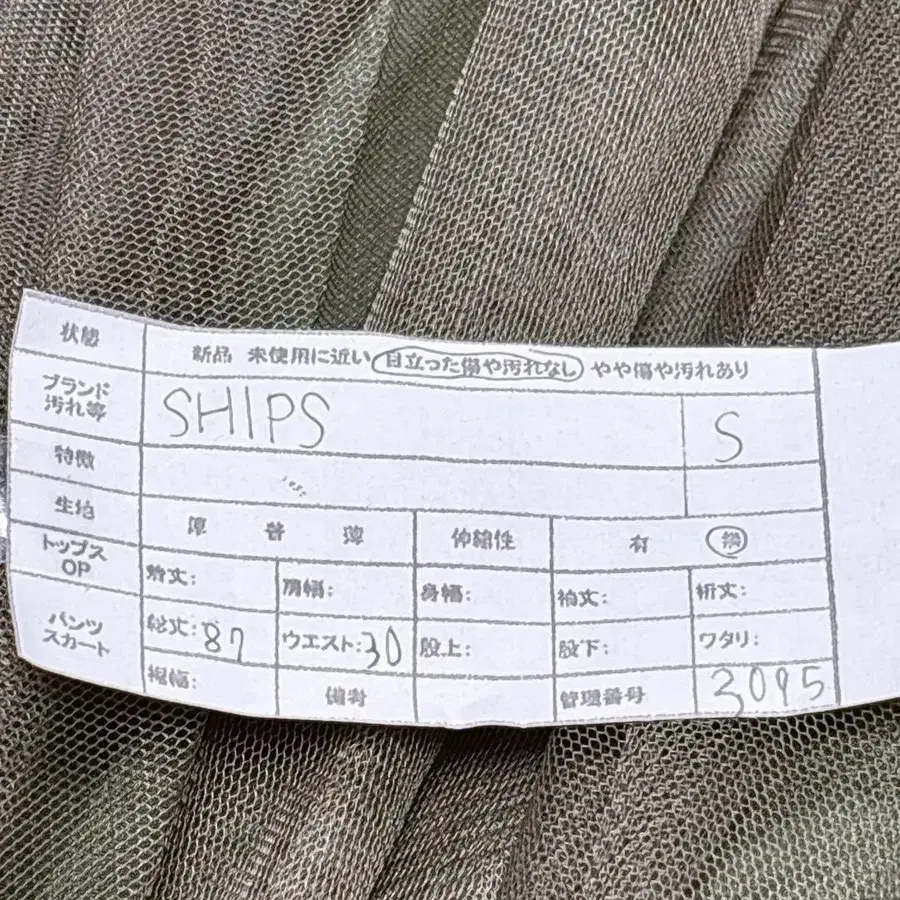 状態 新品 未使用に近い 目立った傷や汚れなし やや傷や汚れあり
ブランド 汚れ等 SHIPS S
特徴
生地 厚 普 薄 伸縮性 有 無
トップス OP 着丈: 肩幅: 身幅: 袖丈: 裄丈:
パンツ スカート 総丈:87 ウエスト:30 股上: 股下: ワタリ:
裾幅: 備考 管理番号 3095